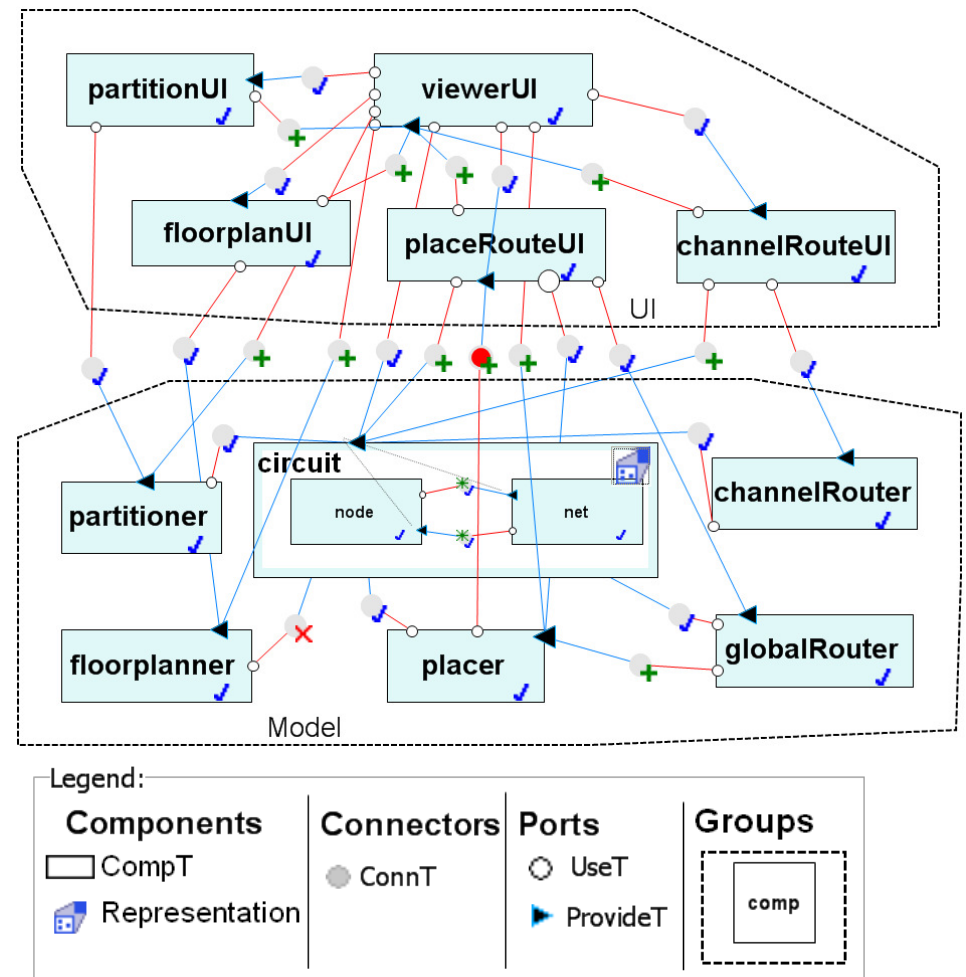 partitionUI
viewerUI
floorplanUI
placeRouteUI
channelRouteUI
UI
circuit
node
net
partitioner
channelRouter
floorplanner
placer
globalRouter
Model
Legend:
Components
CompT
Representation
Connectors
ConnT
Ports
UseT
ProvideT
Groups
comp